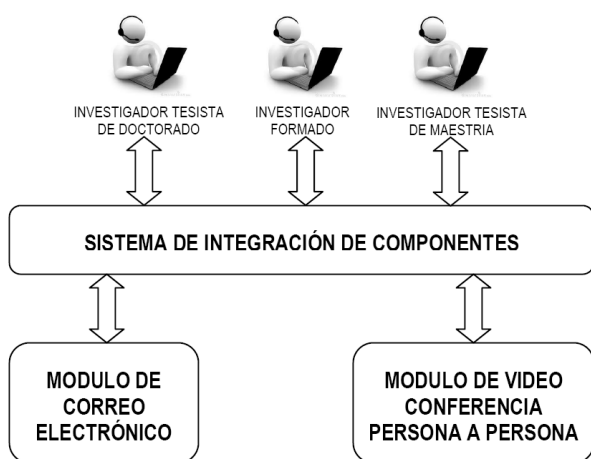 INVESTIGADOR TESISTA
DE DOCTORADO
INVESTIGADOR
FORMADO
INVESTIGADOR TESISTA
DE MAESTRIA
SISTEMA DE INTEGRACIÓN DE COMPONENTES
MODULO DE
CORREO
ELECTRÓNICO
MODULO DE VIDEO
CONFERENCIA
PERSONA A PERSONA